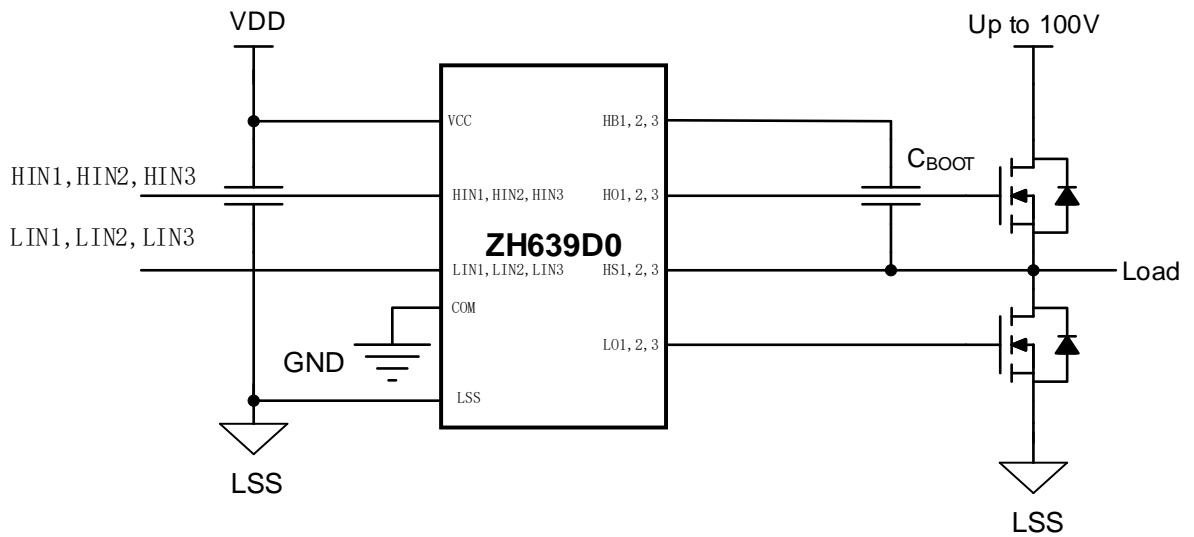 VDD
Up to 100V
VCC
HB1,2,3
CBOOT
HIN1,HIN2,HIN3
HIN1,HIN2,HIN3
HO1,2,3
LIN1,LIN2,LIN3
ZH639D0
LIN1,LIN2,LIN3
HS1,2,3
Load
COM
GND
LO1,2,3
LSS
LSS
LSS